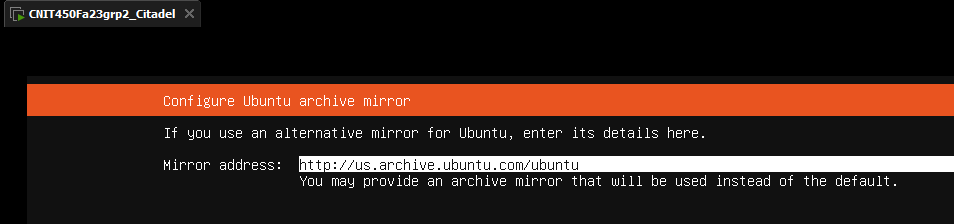 CNIT450Fa23grp2_Citadel
Configure Ubuntu archive mirror
If you use an alternative mirror for Ubuntu, enter its details here.
Mirror address: http://us.archive.ubuntu.com/ubuntu
You may provide an archive mirror that will be used instead of the default.